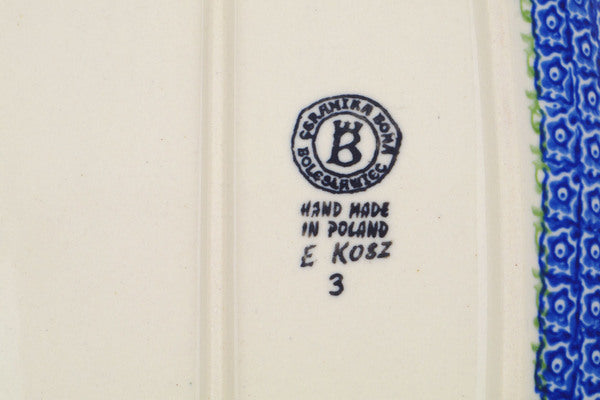 CERAMIKA BONA
BOLESŁAWIEC
B
HAND MADE
IN POLAND
E KOSZ
3